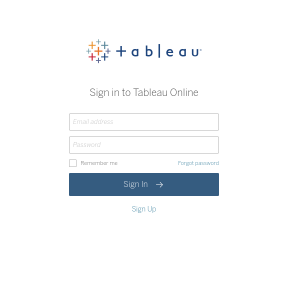 +ableau
Sign in to Tableau Online
Email address
Password
Remember me
Forgot password
Sign In →
Sign Up